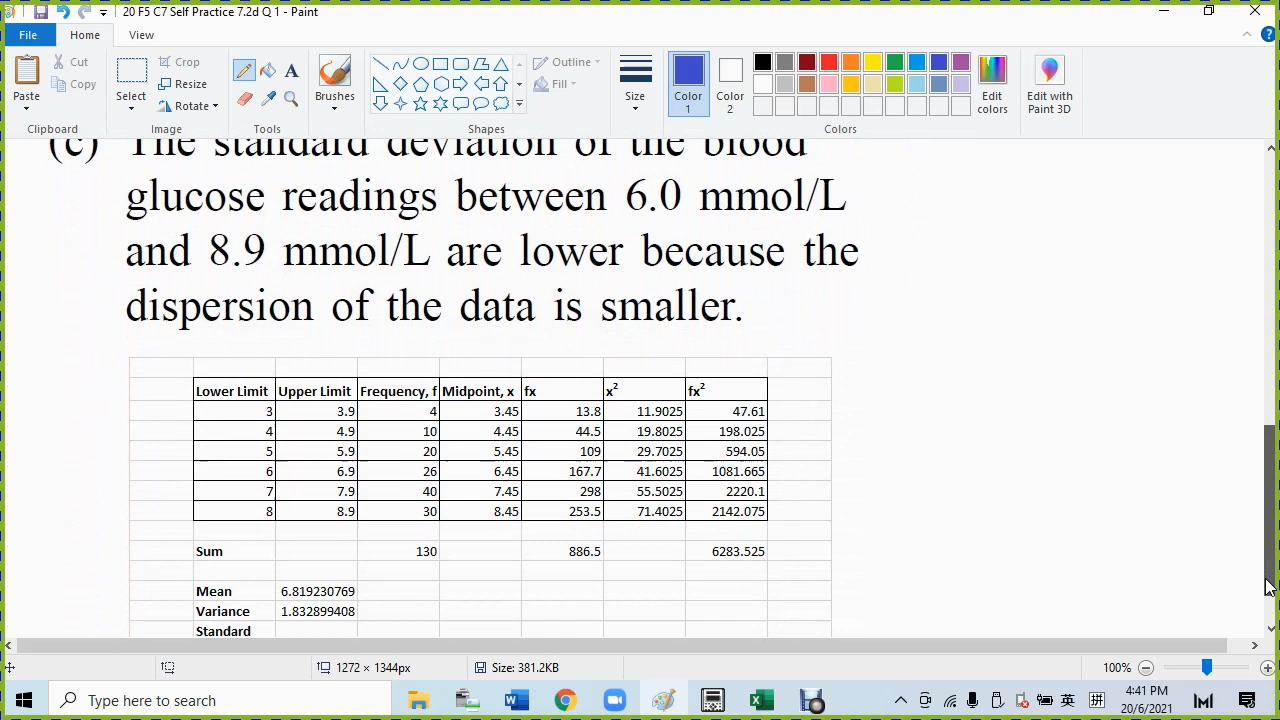 20 F5 C7 Self Practice 7.2d Q 1 - Paint
File Home View
Paste Cut Copy
Clipboard
Select Crop Resize Rotate
Image
A
Tools
Brushes
Outline
Fill
Shapes
Size
Color 1 Color 2 Edit colors Edit with Paint 3D
Colors
(c) The standard deviation of the blood
glucose readings between 6.0 mmol/L
and 8.9 mmol/L are lower because the
dispersion of the data is smaller.
Lower Limit Upper Limit Frequency, f Midpoint, x fx x² fx²
3 3.9 4 3.45 13.8 11.9025 47.61
4 4.9 10 4.45 44.5 19.8025 198.025
5 5.9 20 5.45 109 29.7025 594.05
6 6.9 26 6.45 167.7 41.6025 1081.665
7 7.9 40 7.45 298 55.5025 2220.1
8 8.9 30 8.45 253.5 71.4025 2142.075
Sum 130 886.5 6283.525
Mean 6.819230769
Variance 1.832899408
Standard
1272 × 1344px Size: 381.2KB 100%
Type here to search 英 拼 4:41 PM
20/6/2021